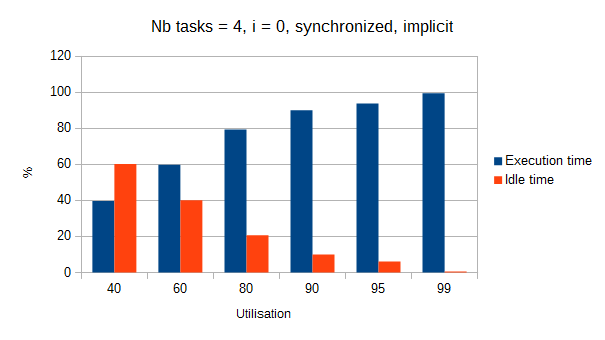 Nb tasks = 4, i = 0, synchronized, implicit
120
100
80
60
40
20
0
%
40 60 80 90 95 99
Utilisation
Execution time
Idle time